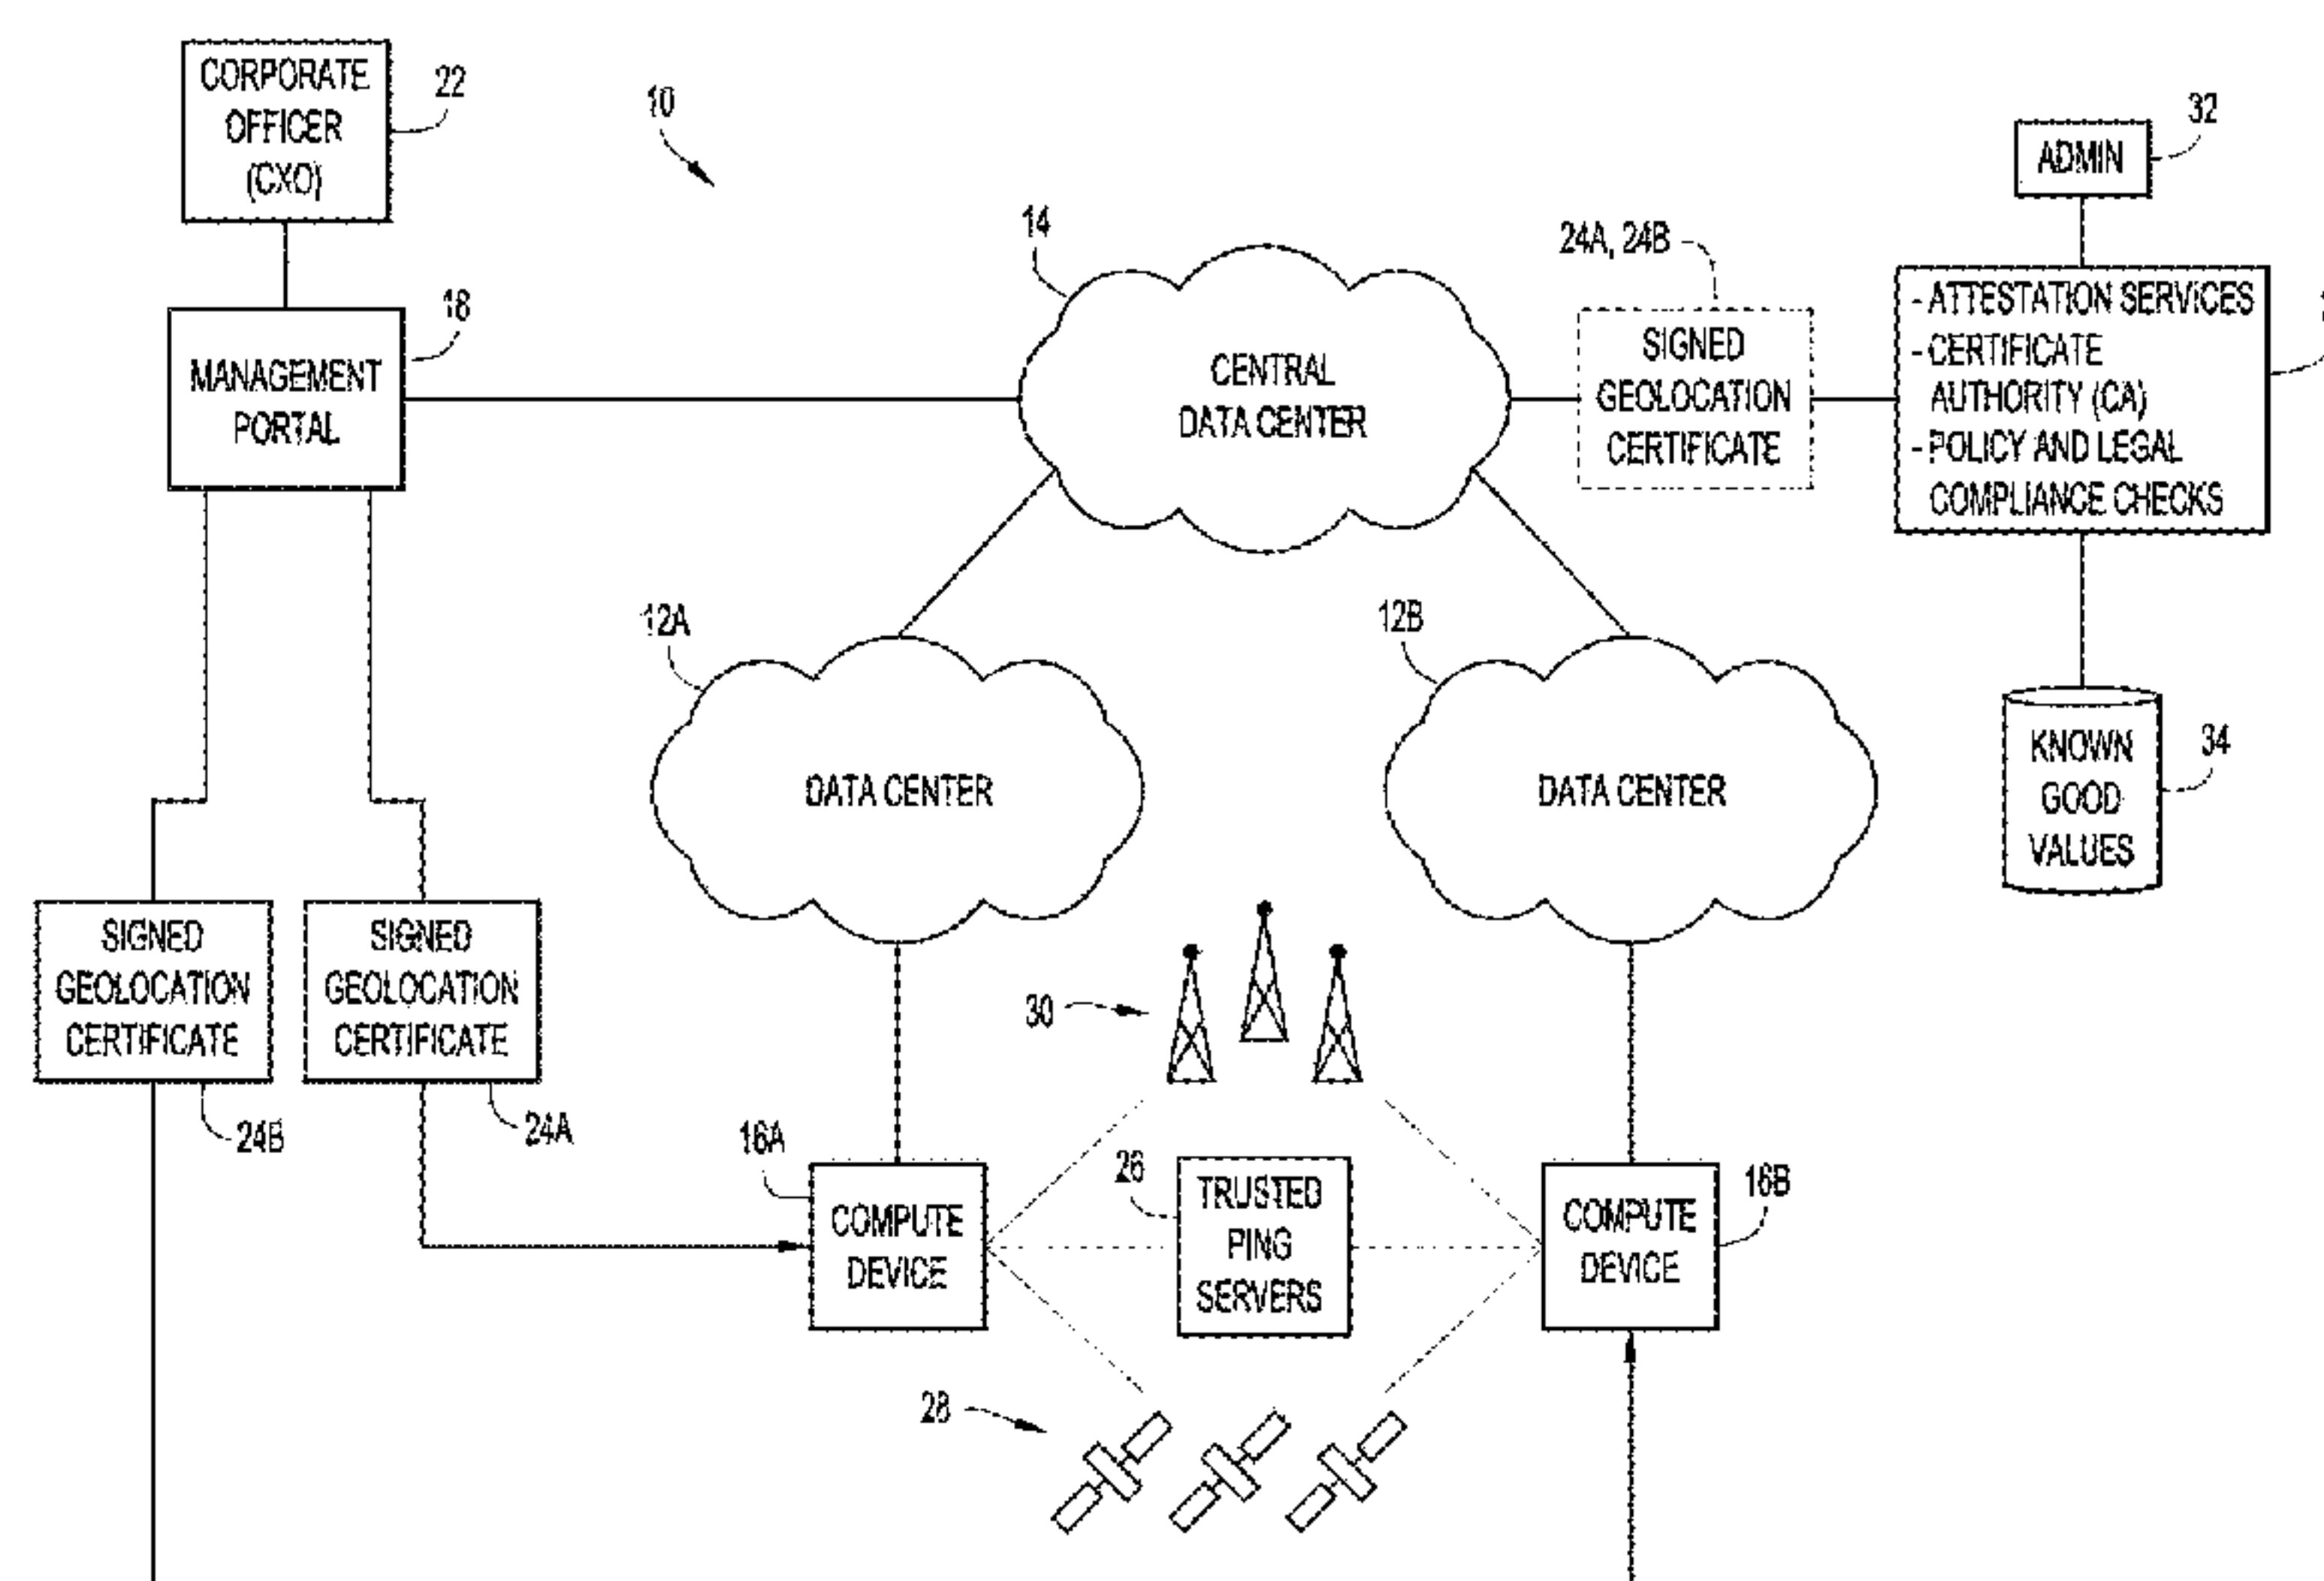 CORPORATE
OFFICER
(CXO)
22
10
32
ADMIN
14
24A, 24B
18
MANAGEMENT
PORTAL
CENTRAL
DATA CENTER
SIGNED
GEOLOCATION
CERTIFICATE
- ATTESTATION SERVICES
- CERTIFICATE
AUTHORITY (CA)
- POLICY AND LEGAL
COMPLIANCE CHECKS
12A
12B
DATA CENTER
DATA CENTER
KNOWN
GOOD
VALUES
34
SIGNED
GEOLOCATION
CERTIFICATE
24B
SIGNED
GEOLOCATION
CERTIFICATE
24A
30
16A
COMPUTE
DEVICE
26
TRUSTED
PING
SERVERS
COMPUTE
DEVICE
16B
28